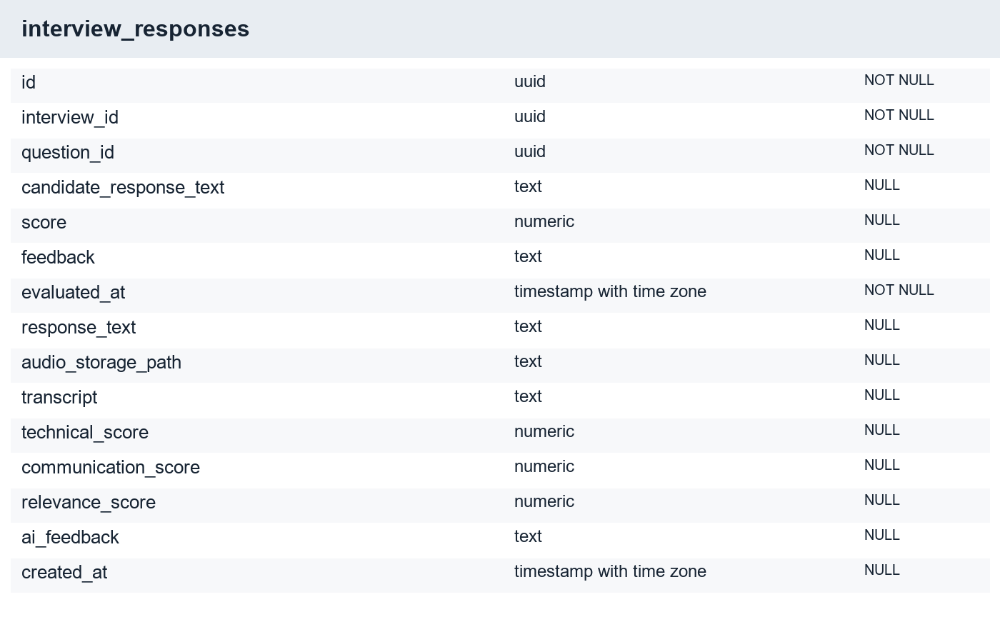 interview_responses
id uuid NOT NULL
interview_id uuid NOT NULL
question_id uuid NOT NULL
candidate_response_text text NULL
score numeric NULL
feedback text NULL
evaluated_at timestamp with time zone NOT NULL
response_text text NULL
audio_storage_path text NULL
transcript text NULL
technical_score numeric NULL
communication_score numeric NULL
relevance_score numeric NULL
ai_feedback text NULL
created_at timestamp with time zone NULL